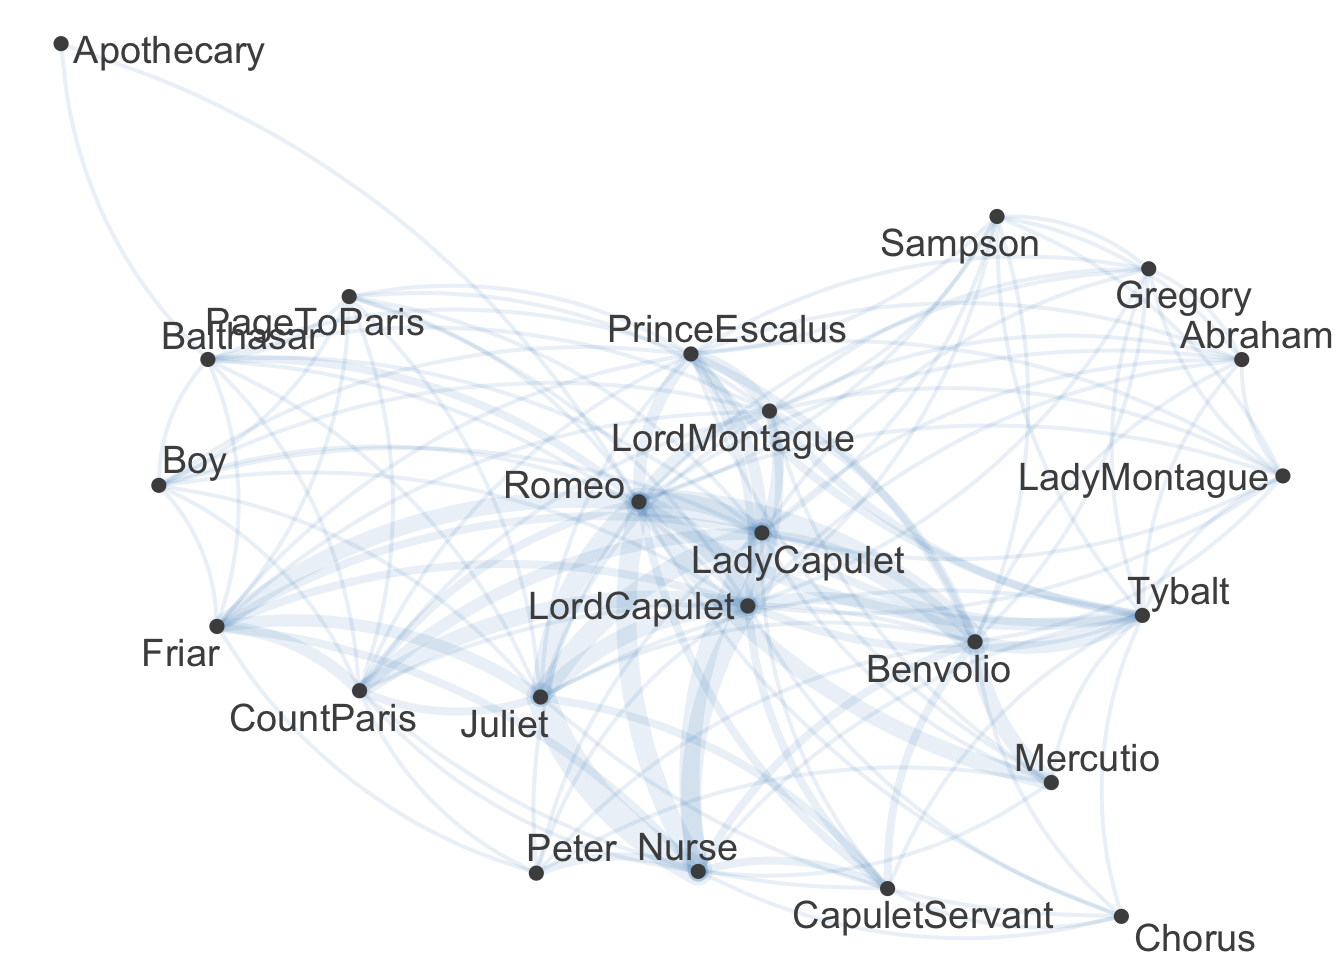 Apothecary
Sampson
Gregory
PageToParis
Balthasar
PrinceEscalus
Abraham
LordMontague
Boy
LadyMontague
Romeo
LadyCapulet
LordCapulet
Tybalt
Friar
Benvolio
CountParis
Juliet
Mercutio
Peter
Nurse
CapuletServant
Chorus